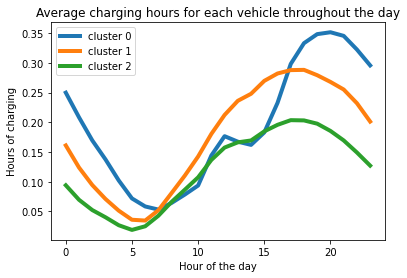 Average charging hours for each vehicle throughout the day
cluster 0
cluster 1
cluster 2
Hours of charging
0.35
0.30
0.25
0.20
0.15
0.10
0.05
0 5 10 15 20
Hour of the day